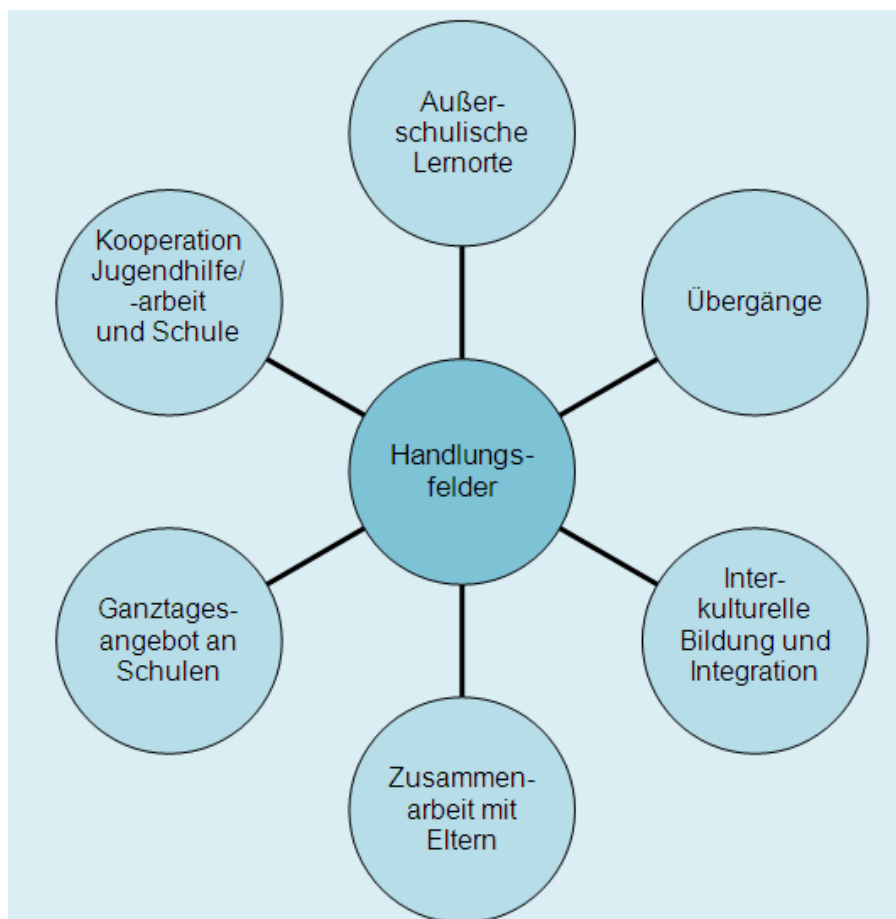 Außer-
schulische
Lernorte
Kooperation
Jugendhilfe/
-arbeit
und Schule
Übergänge
Handlungs-
felder
Ganztages-
angebot an
Schulen
Inter-
kulturelle
Bildung und
Integration
Zusammen-
arbeit mit
Eltern